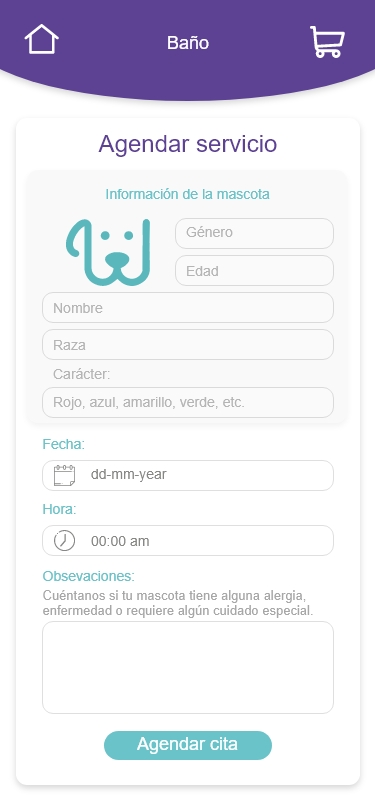 Baño
Agendar servicio
Información de la mascota
Género
Edad
Nombre
Raza
Carácter:
Rojo, azul, amarillo, verde, etc.
Fecha:
dd-mm-year
Hora:
00:00 am
Obsevaciones:
Cuéntanos si tu mascota tiene alguna alergia,
enfermedad o requiere algún cuidado especial.
Agendar cita